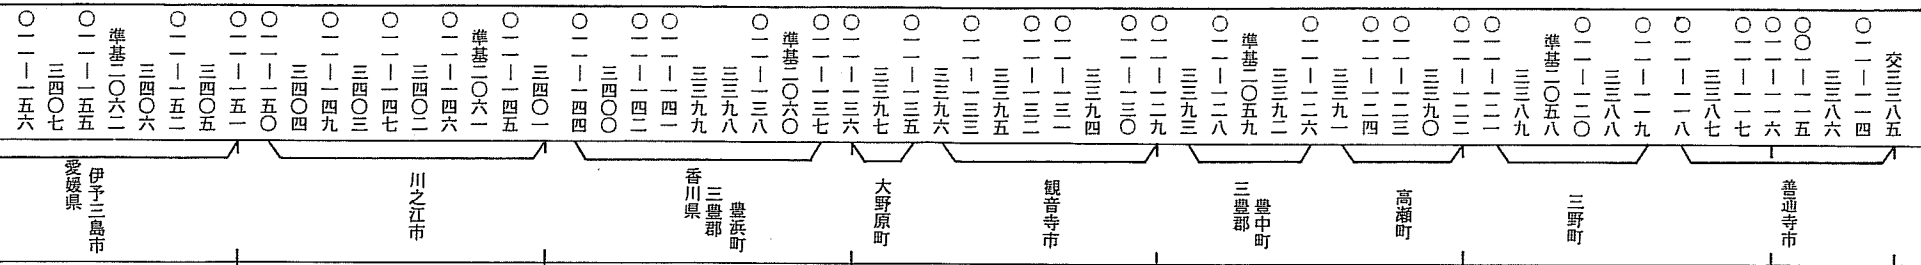 交三三八五
〇一一―一一四
三三八六
〇〇一―一一五
〇一一―一一六
〇一一―一一七
三三八七
〇一一―一一八
〇一一―一一九
三三八八
〇一一―一二〇
準基二〇五八
三三八九
〇一一―一二一
〇一一―一二二
三三九〇
〇一一―一二三
〇一一―一二四
三三九一
〇一一―一二六
三三九二
準基二〇五九
〇一一―一二八
三三九三
〇一一―一二九
〇一一―一三〇
三三九四
〇一一―一三一
〇一一―一三二
三三九五
〇一一―一三三
三三九六
〇一一―一三五
三三九七
〇一一―一三六
〇一一―一三七
準基二〇六〇
〇一一―一三八
三三九八
三三九九
〇一一―一四一
〇一一―一四二
三四〇〇
〇一一―一四四
三四〇一
〇一一―一四五
準基二〇六一
〇一一―一四六
三四〇二
〇一一―一四七
三四〇三
〇一一―一四九
三四〇四
〇一一―一五〇
〇一一―一五一
三四〇五
〇一一―一五二
三四〇六
準基二〇六二
〇一一―一五五
三四〇七
〇一一―一五六
善通寺市
三野町
高瀬町
豊中町
三豊郡
観音寺市
大野原町
豊浜町
三豊郡
香川県
川之江市
伊予三島市
愛媛県